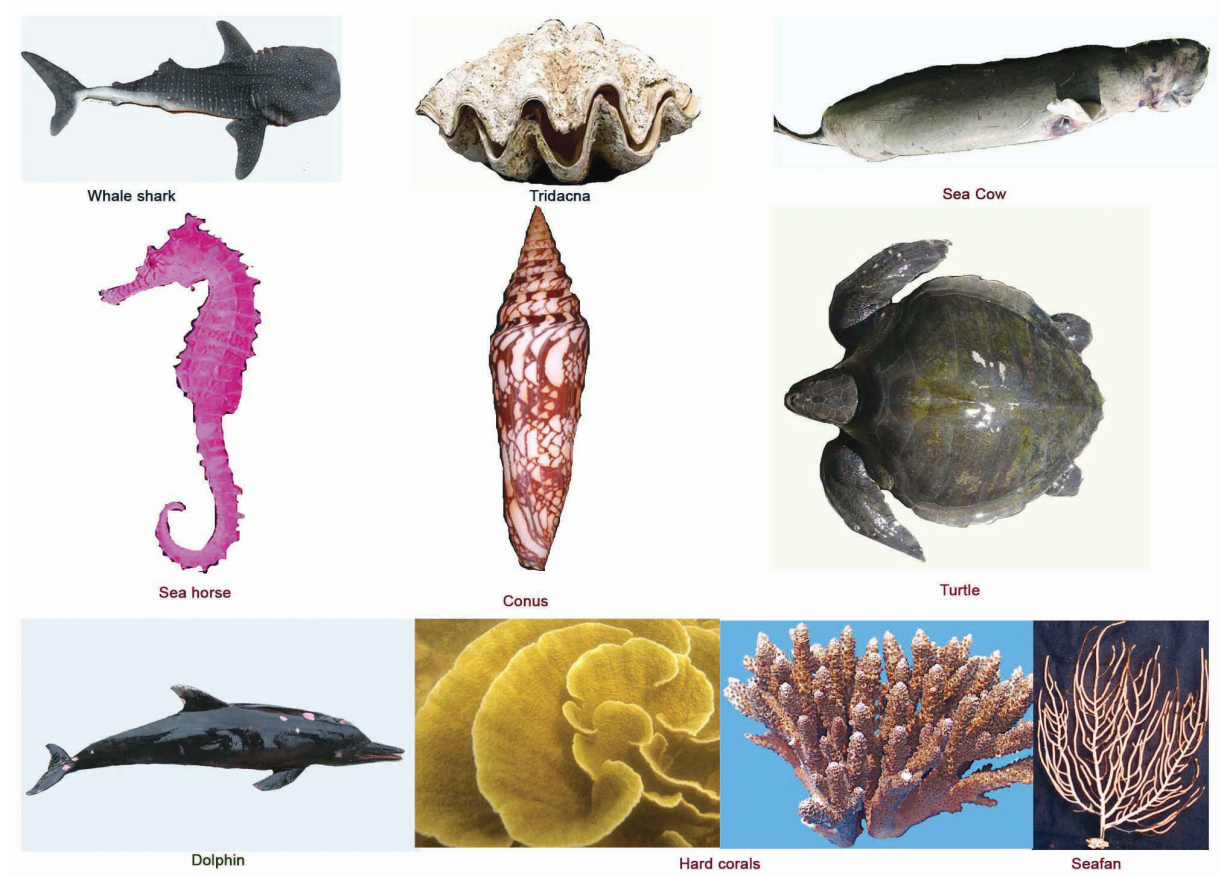 Whale shark
Tridacna
Sea Cow
Sea horse
Conus
Turtle
Dolphin
Hard corals
Seafan